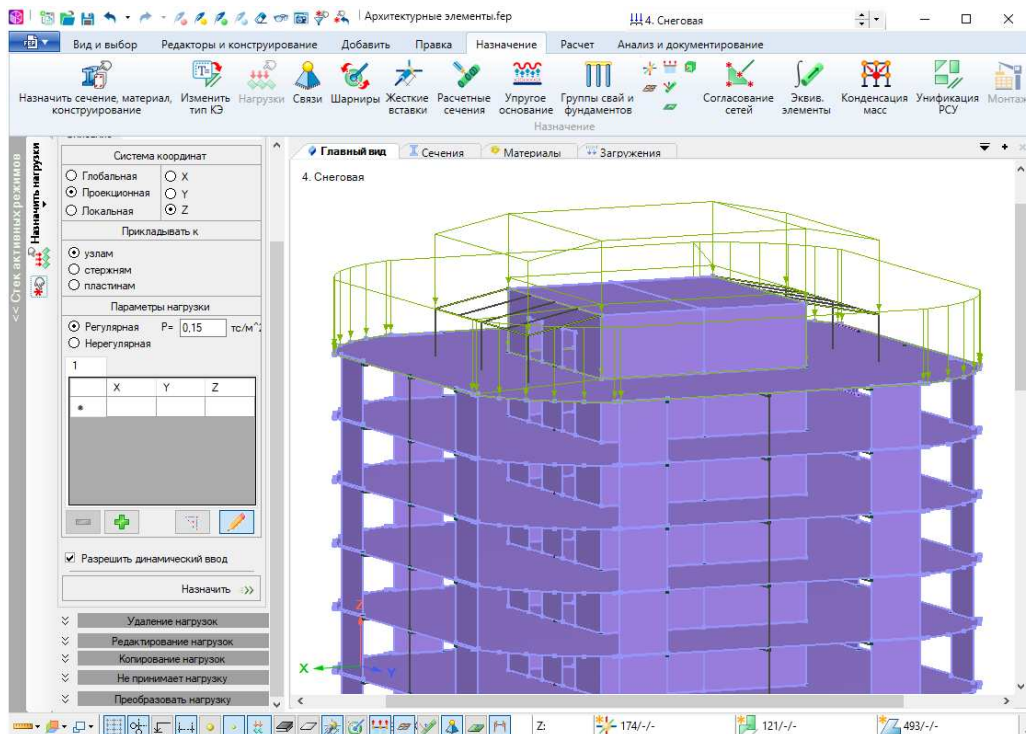 Архитектурные элементы.fep
4. Снеговая
Вид и выбор Редакторы и конструирование Добавить Правка Назначение Расчет Анализ и документирование
Назначить сечение, материал, конструирование
Изменить тип КЭ
Нагрузки
Связи
Шарниры
Жесткие вставки
Расчетные сечения
Упругое основание
Группы свай и фундаментов
Согласование сетей
Эквив. элементы
Конденсация масс
Унификация РСУ
Монтаж
Назначение
<< Стек активных режимов
Назначить нагрузки
Главный вид Сечения Материалы Загружения
4. Снеговая
Система координат
Глобальная X
Проекционная Y
Локальная Z
Прикладывать к
узлам
стержням
пластинам
Параметры нагрузки
Регулярная P= 0,15 тс/м^2
Нерегулярная
1
X Y Z
Разрешить динамический ввод
Назначить
Удаление нагрузок
Редактирование нагрузок
Копирование нагрузок
Не принимает нагрузку
Преобразовать нагрузку
Z
X Y
Z: 174/-/- 121/-/- 493/-/-